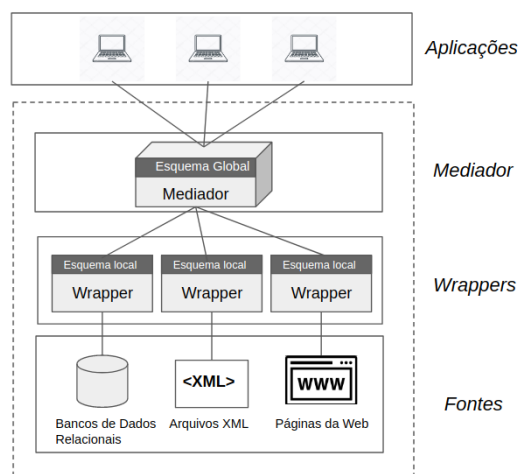 Aplicações
Esquema Global
Mediador
Mediador
Esquema local
Esquema local
Esquema local
Wrapper
Wrapper
Wrapper
Wrappers
<XML>
WWW
Bancos de Dados
Relacionais
Arquivos XML
Páginas da Web
Fontes